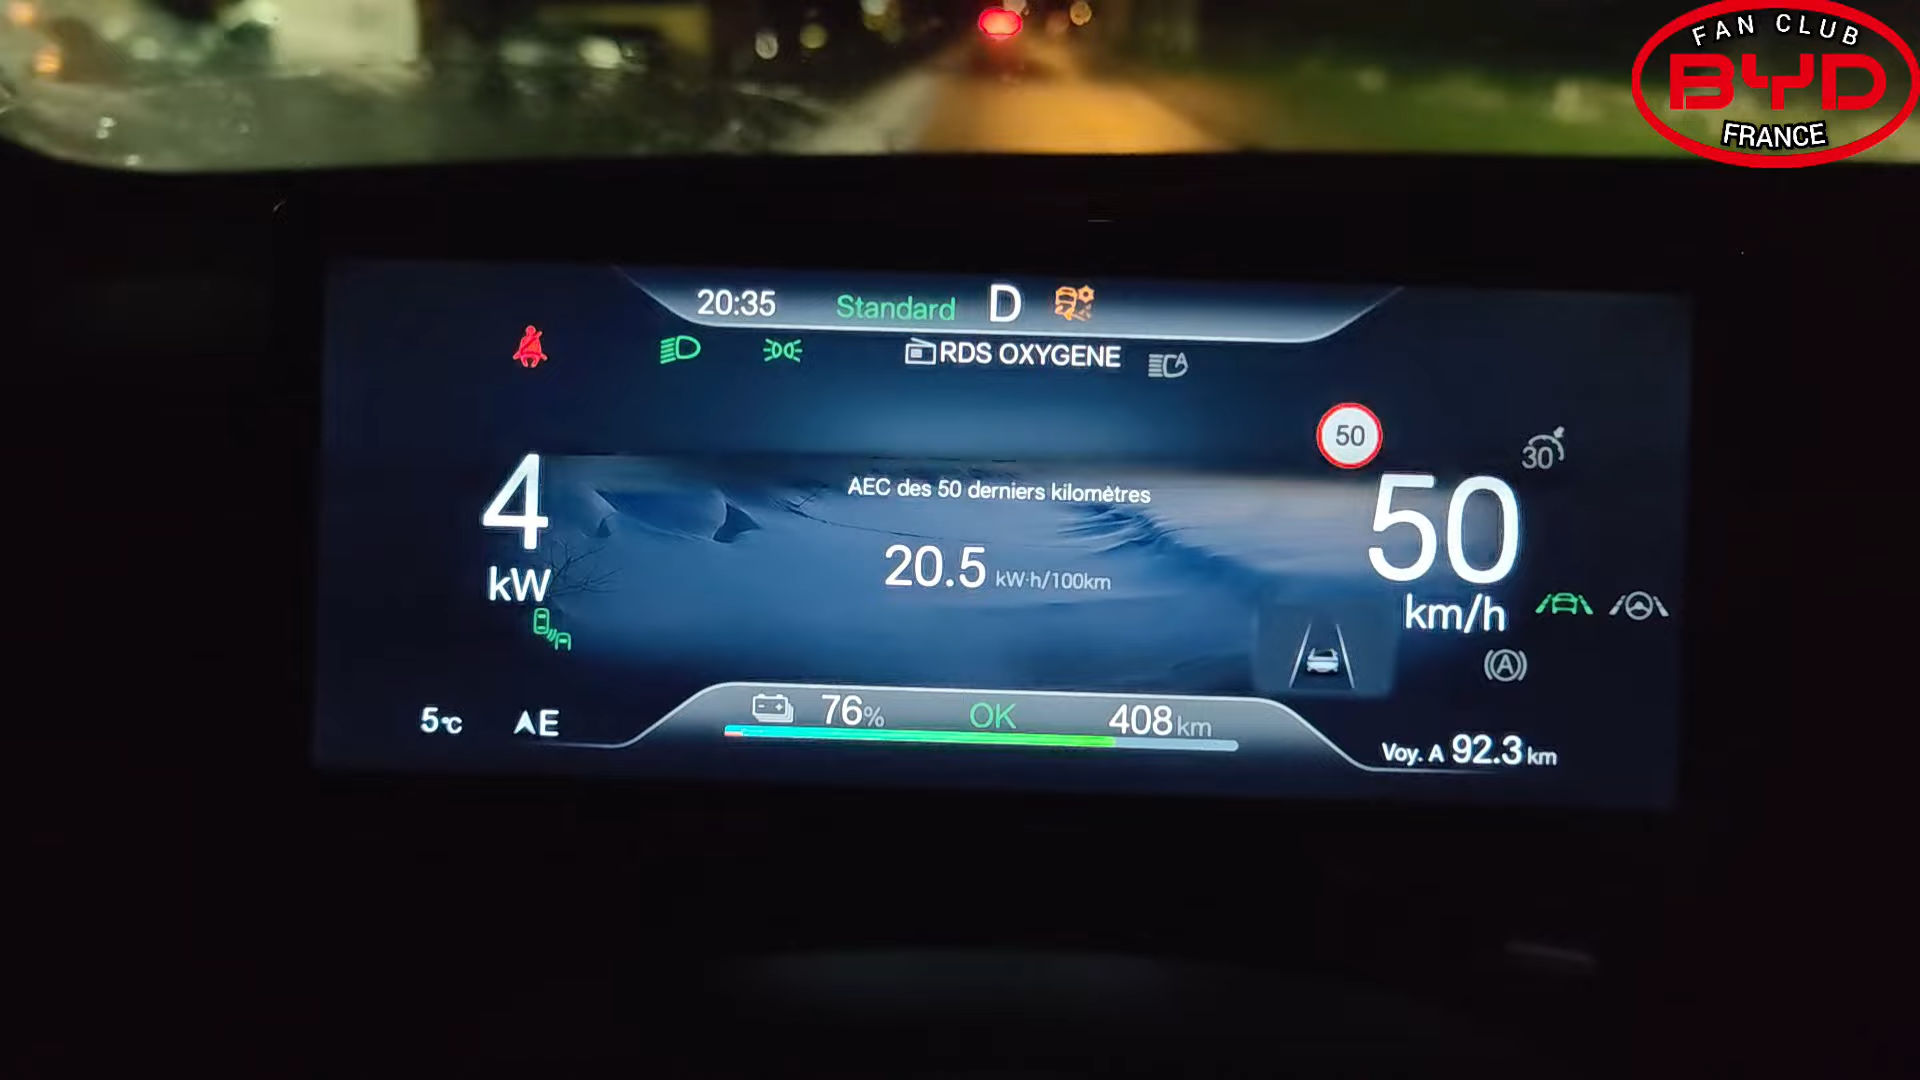 FAN CLUB
BYD
FRANCE
20:35 Standard D
RDS OXYGENE
50
30
4
kW
AEC des 50 derniers kilomètres
20.5 kW·h/100km
50
km/h
A
5°C AE
76% OK 408 km
Voy. A 92.3 km